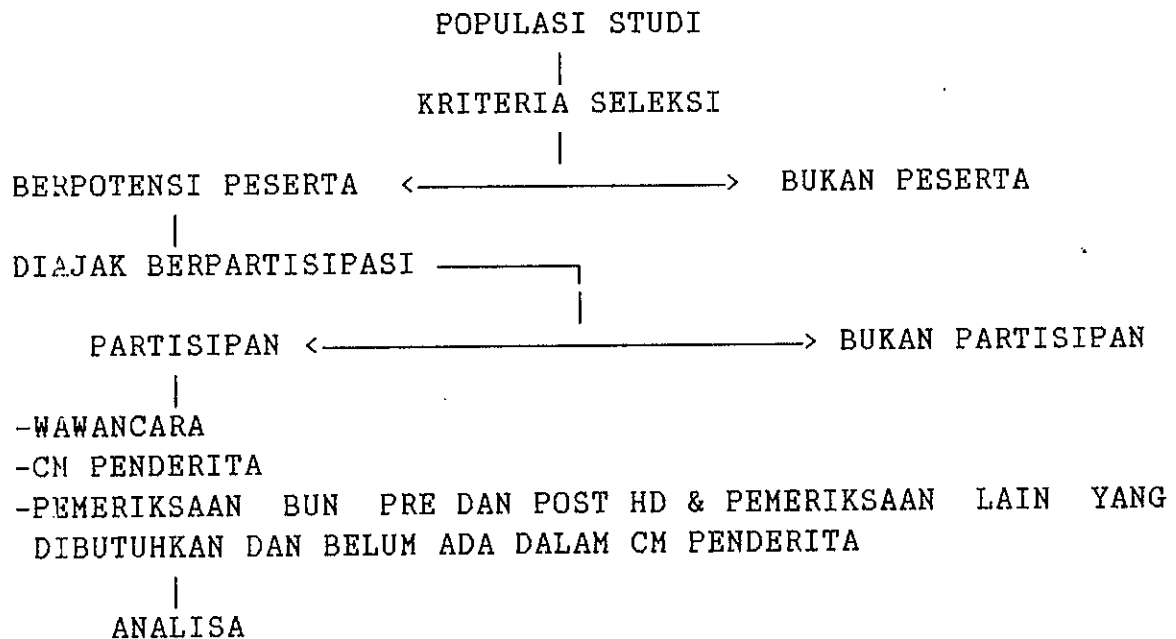 POPULASI STUDI
KRITERIA SELEKSI
BERPOTENSI PESERTA <————> BUKAN PESERTA
DIAJAK BERPARTISIPASI
PARTISIPAN <————> BUKAN PARTISIPAN
-WAWANCARA
-CM PENDERITA
-PEMERIKSAAN BUN PRE DAN POST HD & PEMERIKSAAN LAIN YANG
DIBUTUHKAN DAN BELUM ADA DALAM CM PENDERITA
ANALISA